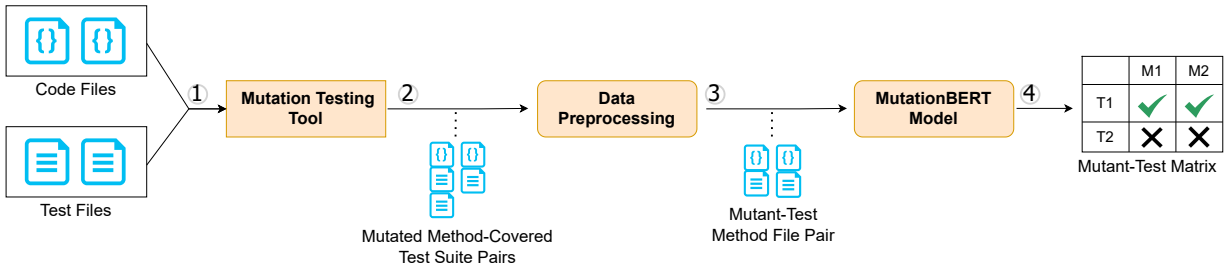 Code Files
Test Files
1
Mutation Testing
Tool
2
Mutated Method-Covered
Test Suite Pairs
Data
Preprocessing
3
Mutant-Test
Method File Pair
MutationBERT
Model
4
M1 M2
T1
T2
Mutant-Test Matrix